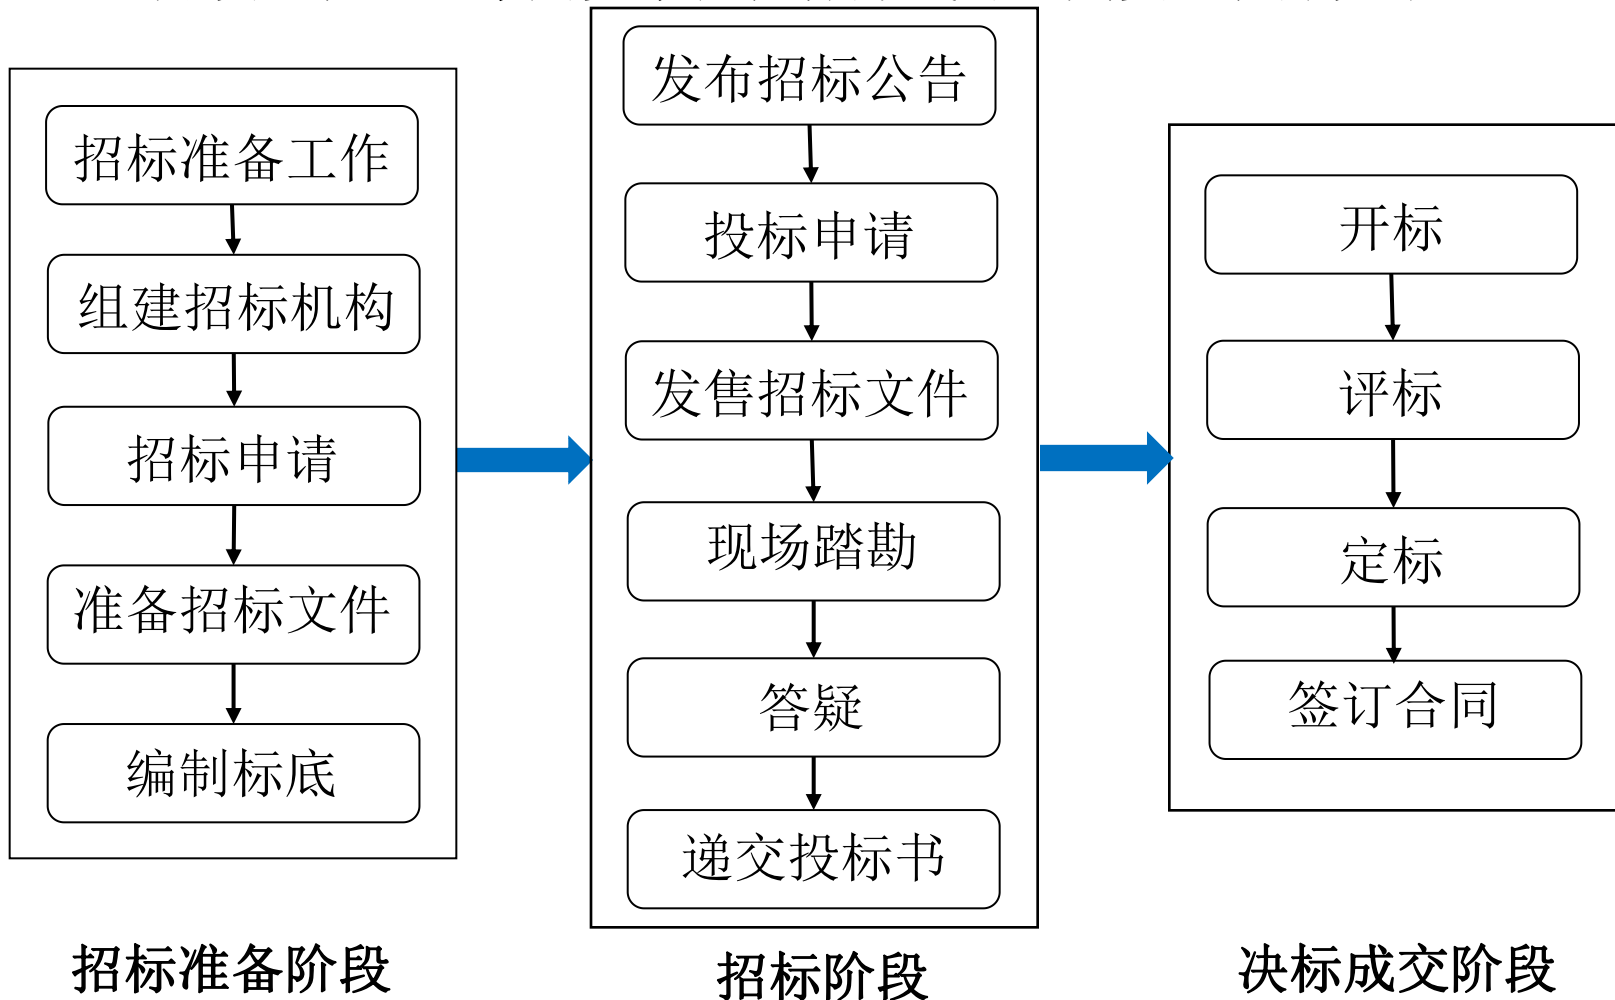 招标准备工作
组建招标机构
招标申请
准备招标文件
编制标底
招标准备阶段
发布招标公告
投标申请
发售招标文件
现场踏勘
答疑
递交投标书
招标阶段
开标
评标
定标
签订合同
决标成交阶段